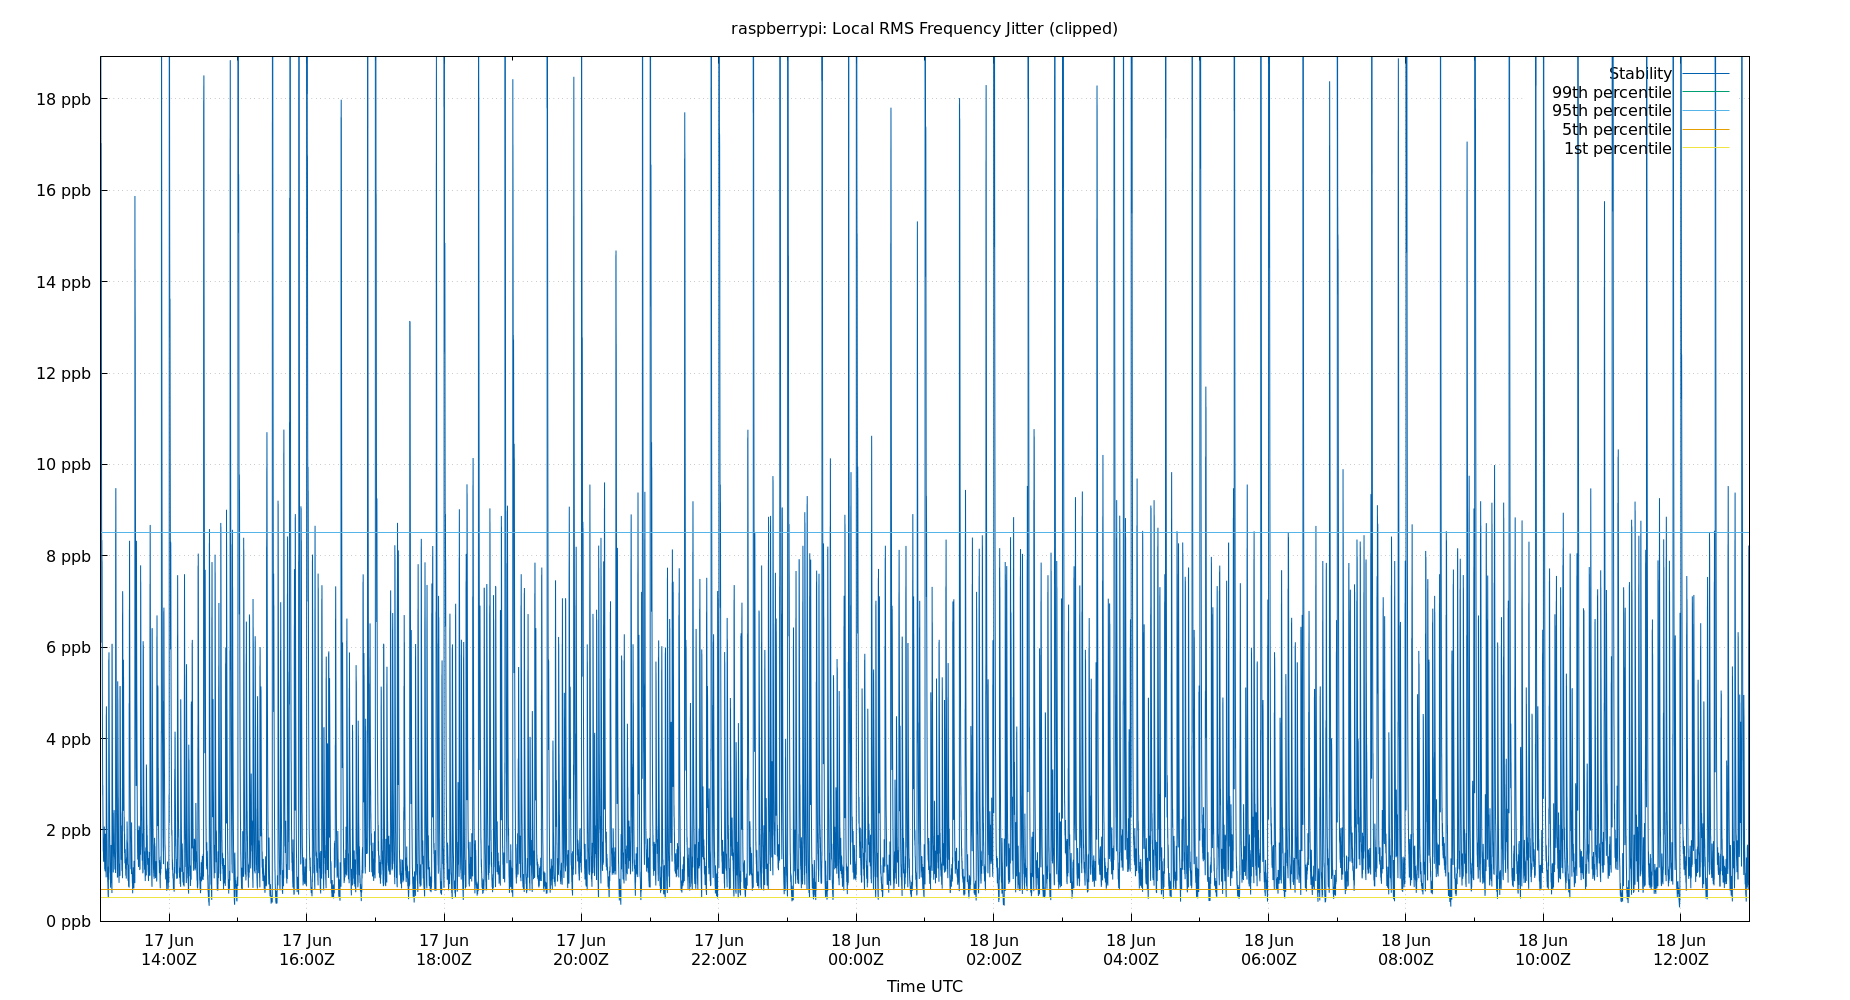 raspberrypi: Local RMS Frequency Jitter (clipped)
Stability
99th percentile
95th percentile
5th percentile
1st percentile
18 ppb
16 ppb
14 ppb
12 ppb
10 ppb
8 ppb
6 ppb
4 ppb
2 ppb
0 ppb
17 Jun 17 Jun 17 Jun 17 Jun 17 Jun 18 Jun 18 Jun 18 Jun 18 Jun 18 Jun 18 Jun 18 Jun
14:00Z 16:00Z 18:00Z 20:00Z 22:00Z 00:00Z 02:00Z 04:00Z 06:00Z 08:00Z 10:00Z 12:00Z
Time UTC